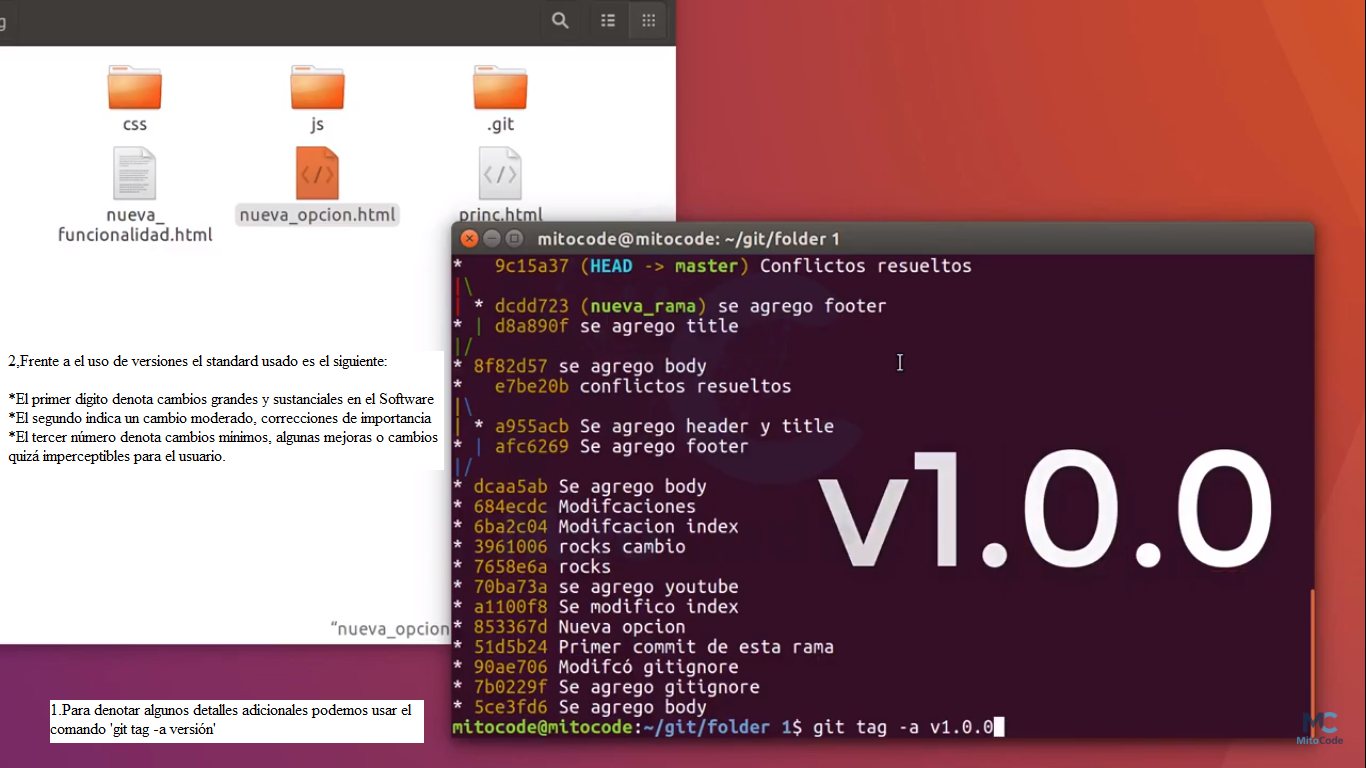 g
css
js
.git
nueva_
funcionalidad.html
nueva_opcion.html
princ.html
"nueva_opcion
mitocode@mitocode: ~/git/folder 1
*   9c15a37 (HEAD -> master) Conflictos resueltos
|\
| * dcdd723 (nueva_rama) se agrego footer
* | d8a890f se agrego title
|/
* 8f82d57 se agrego body
*   e7be20b conflictos resueltos
|\
| * a955acb Se agrego header y title
* | afc6269 Se agrego footer
|/
* dcaa5ab Se agrego body
* 684ecdc Modifcaciones
* 6ba2c04 Modifcacion index
* 3961006 rocks cambio
* 7658e6a rocks
* 70ba73a se agrego youtube
* a1100f8 Se modifico index
* 853367d Nueva opcion
* 51d5b24 Primer commit de esta rama
* 90ae706 Modifcó gitignore
* 7b0229f Se agrego gitignore
* 5ce3fd6 Se agrego body
mitocode@mitocode:~/git/folder 1$ git tag -a v1.0.0
v1.0.0
2,Frente a el uso de versiones el standard usado es el siguiente:
*El primer digito denota cambios grandes y sustanciales en el Software
*El segundo indica un cambio moderado, correcciones de importancia
*El tercer número denota cambios mínimos, algunas mejoras o cambios
quizá imperceptibles para el usuario.
1.Para denotar algunos detalles adicionales podemos usar el
comando 'git tag -a versión'
MC
MitoCode